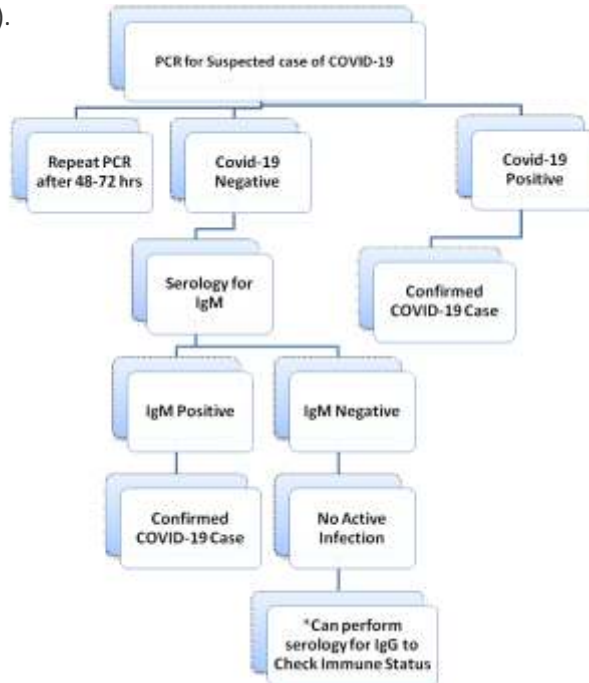 ).
PCR for Suspected case of COVID-19
Repeat PCR
after 48-72 hrs
Covid-19
Negative
Covid-19
Positive
Serology for
IgM
Confirmed
COVID-19 Case
IgM Positive
IgM Negative
Confirmed
COVID-19 Case
No Active
Infection
*Can perform
serology for IgG to
Check Immune Status